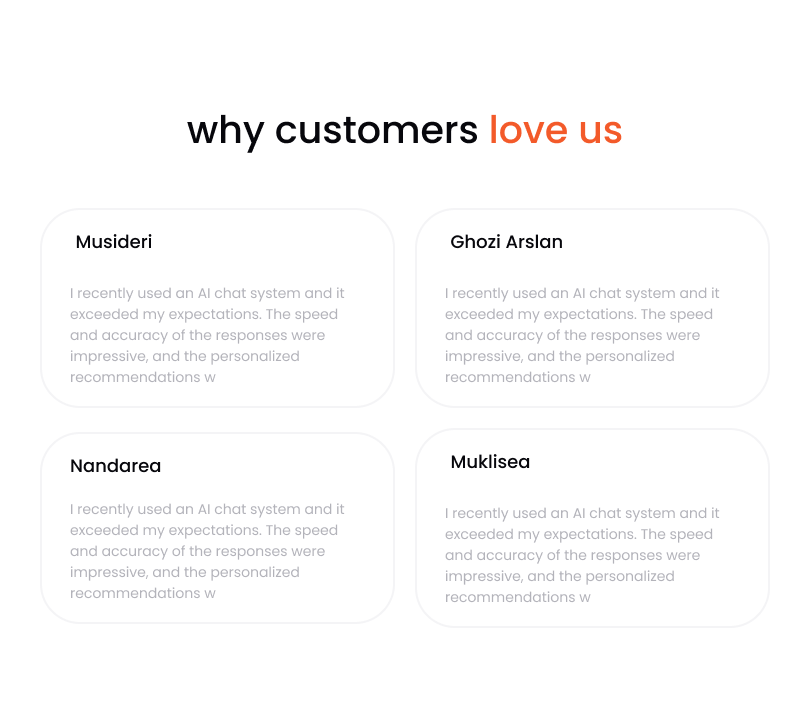 why customers love us
Musideri
I recently used an AI chat system and it
exceeded my expectations. The speed
and accuracy of the responses were
impressive, and the personalized
recommendations w
Ghozi Arslan
I recently used an AI chat system and it
exceeded my expectations. The speed
and accuracy of the responses were
impressive, and the personalized
recommendations w
Nandarea
I recently used an AI chat system and it
exceeded my expectations. The speed
and accuracy of the responses were
impressive, and the personalized
recommendations w
Muklisea
I recently used an AI chat system and it
exceeded my expectations. The speed
and accuracy of the responses were
impressive, and the personalized
recommendations w